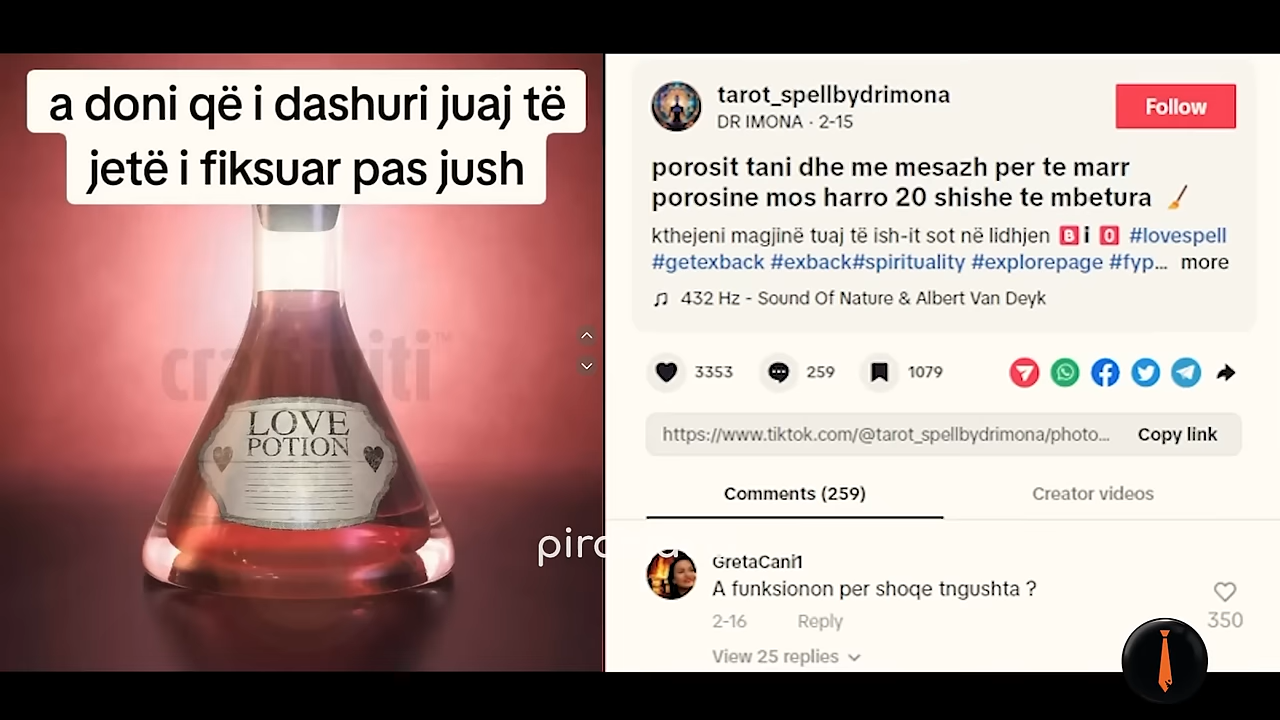 a doni që i dashuri juaj të
jetë i fiksuar pas jush
LOVE
POTION
tarot_spellbydrimona
DR IMONA · 2-15
Follow
porosit tani dhe me mesazh per te marr
porosine mos harro 20 shishe te mbetura 🧹
kthejeni magjinë tuaj të ish-it sot në lidhjen 🅱 i 🅾 #lovespell
#getexback #exback#spirituality #explorepage #fyp... more
432 Hz - Sound Of Nature & Albert Van Deyk
3353
259
1079
https://www.tiktok.com/@tarot_spellbydrimona/photo...
Copy link
Comments (259)
Creator videos
GretaCani1
A funksionon per shoqe tngushta ?
2-16
Reply
350
View 25 replies